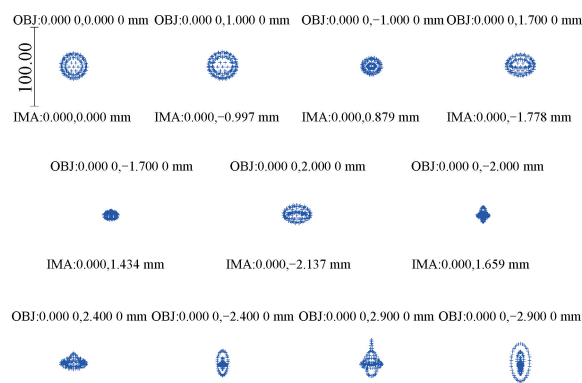 OBJ:0.000 0,0.000 0 mm OBJ:0.000 0,1.000 0 mm OBJ:0.000 0,−1.000 0 mm OBJ:0.000 0,1.700 0 mm
100.00
IMA:0.000,0.000 mm IMA:0.000,−0.997 mm IMA:0.000,0.879 mm IMA:0.000,−1.778 mm
OBJ:0.000 0,−1.700 0 mm OBJ:0.000 0,2.000 0 mm OBJ:0.000 0,−2.000 mm
IMA:0.000,1.434 mm IMA:0.000,−2.137 mm IMA:0.000,1.659 mm
OBJ:0.000 0,2.400 0 mm OBJ:0.000 0,−2.400 0 mm OBJ:0.000 0,2.900 0 mm OBJ:0.000 0,−2.900 0 mm